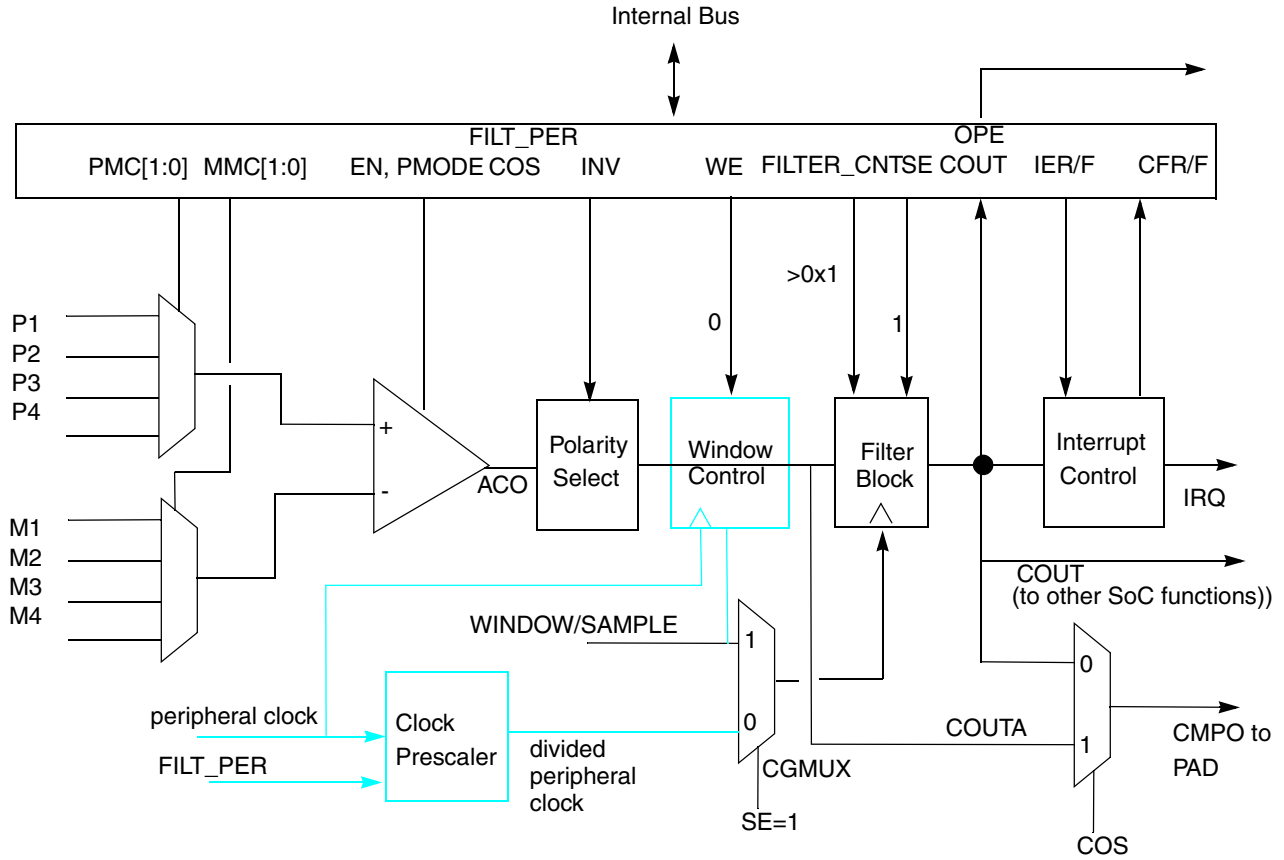 Internal Bus
FILT_PER
OPE
PMC[1:0] MMC[1:0] EN, PMODE COS INV WE FILTER_CNT SE COUT IER/F CFR/F
>0x1
0
1
P1
P2
P3
P4
+
-
ACO
Polarity
Select
Window
Control
Filter
Block
Interrupt
Control
IRQ
M1
M2
M3
M4
COUT
(to other SoC functions))
WINDOW/SAMPLE
1
0
CGMUX
SE=1
peripheral clock
FILT_PER
Clock
Prescaler
divided
peripheral
clock
COUTA
0
1
CMPO to
PAD
COS